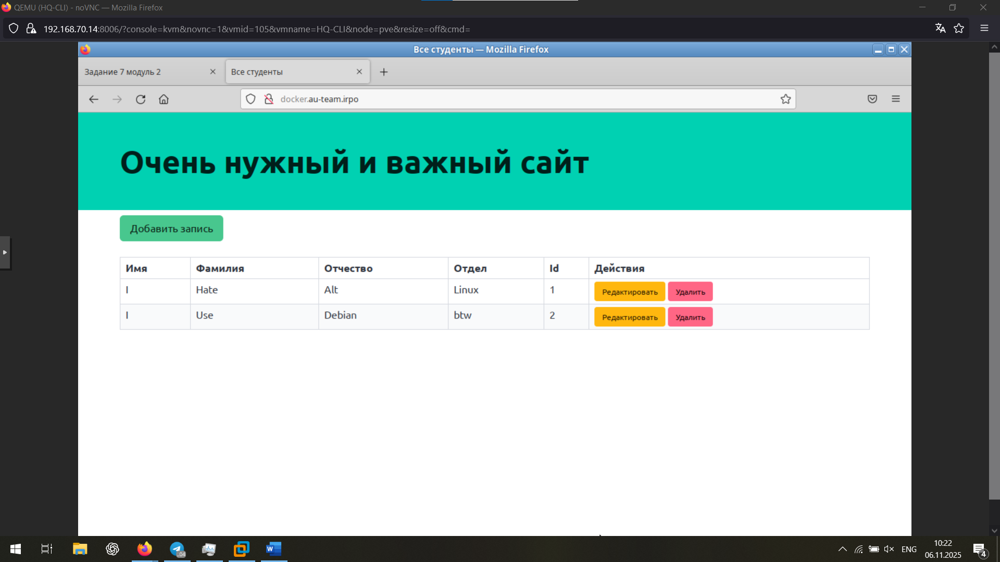 QEMU (HQ-CLI) - noVNC — Mozilla Firefox
192.168.70.14:8006/?console=kvm&novnc=1&vmid=105&vmname=HQ-CLI&node=pve&resize=off&cmd=
Все студенты — Mozilla Firefox
Задание 7 модуль 2
Все студенты
docker.au-team.irpo
Очень нужный и важный сайт
Добавить запись
Имя Фамилия Отчество Отдел Id Действия
I Hate Alt Linux 1 Редактировать Удалить
I Use Debian btw 2 Редактировать Удалить
..04
W
ENG
10:22
06.11.2025
4